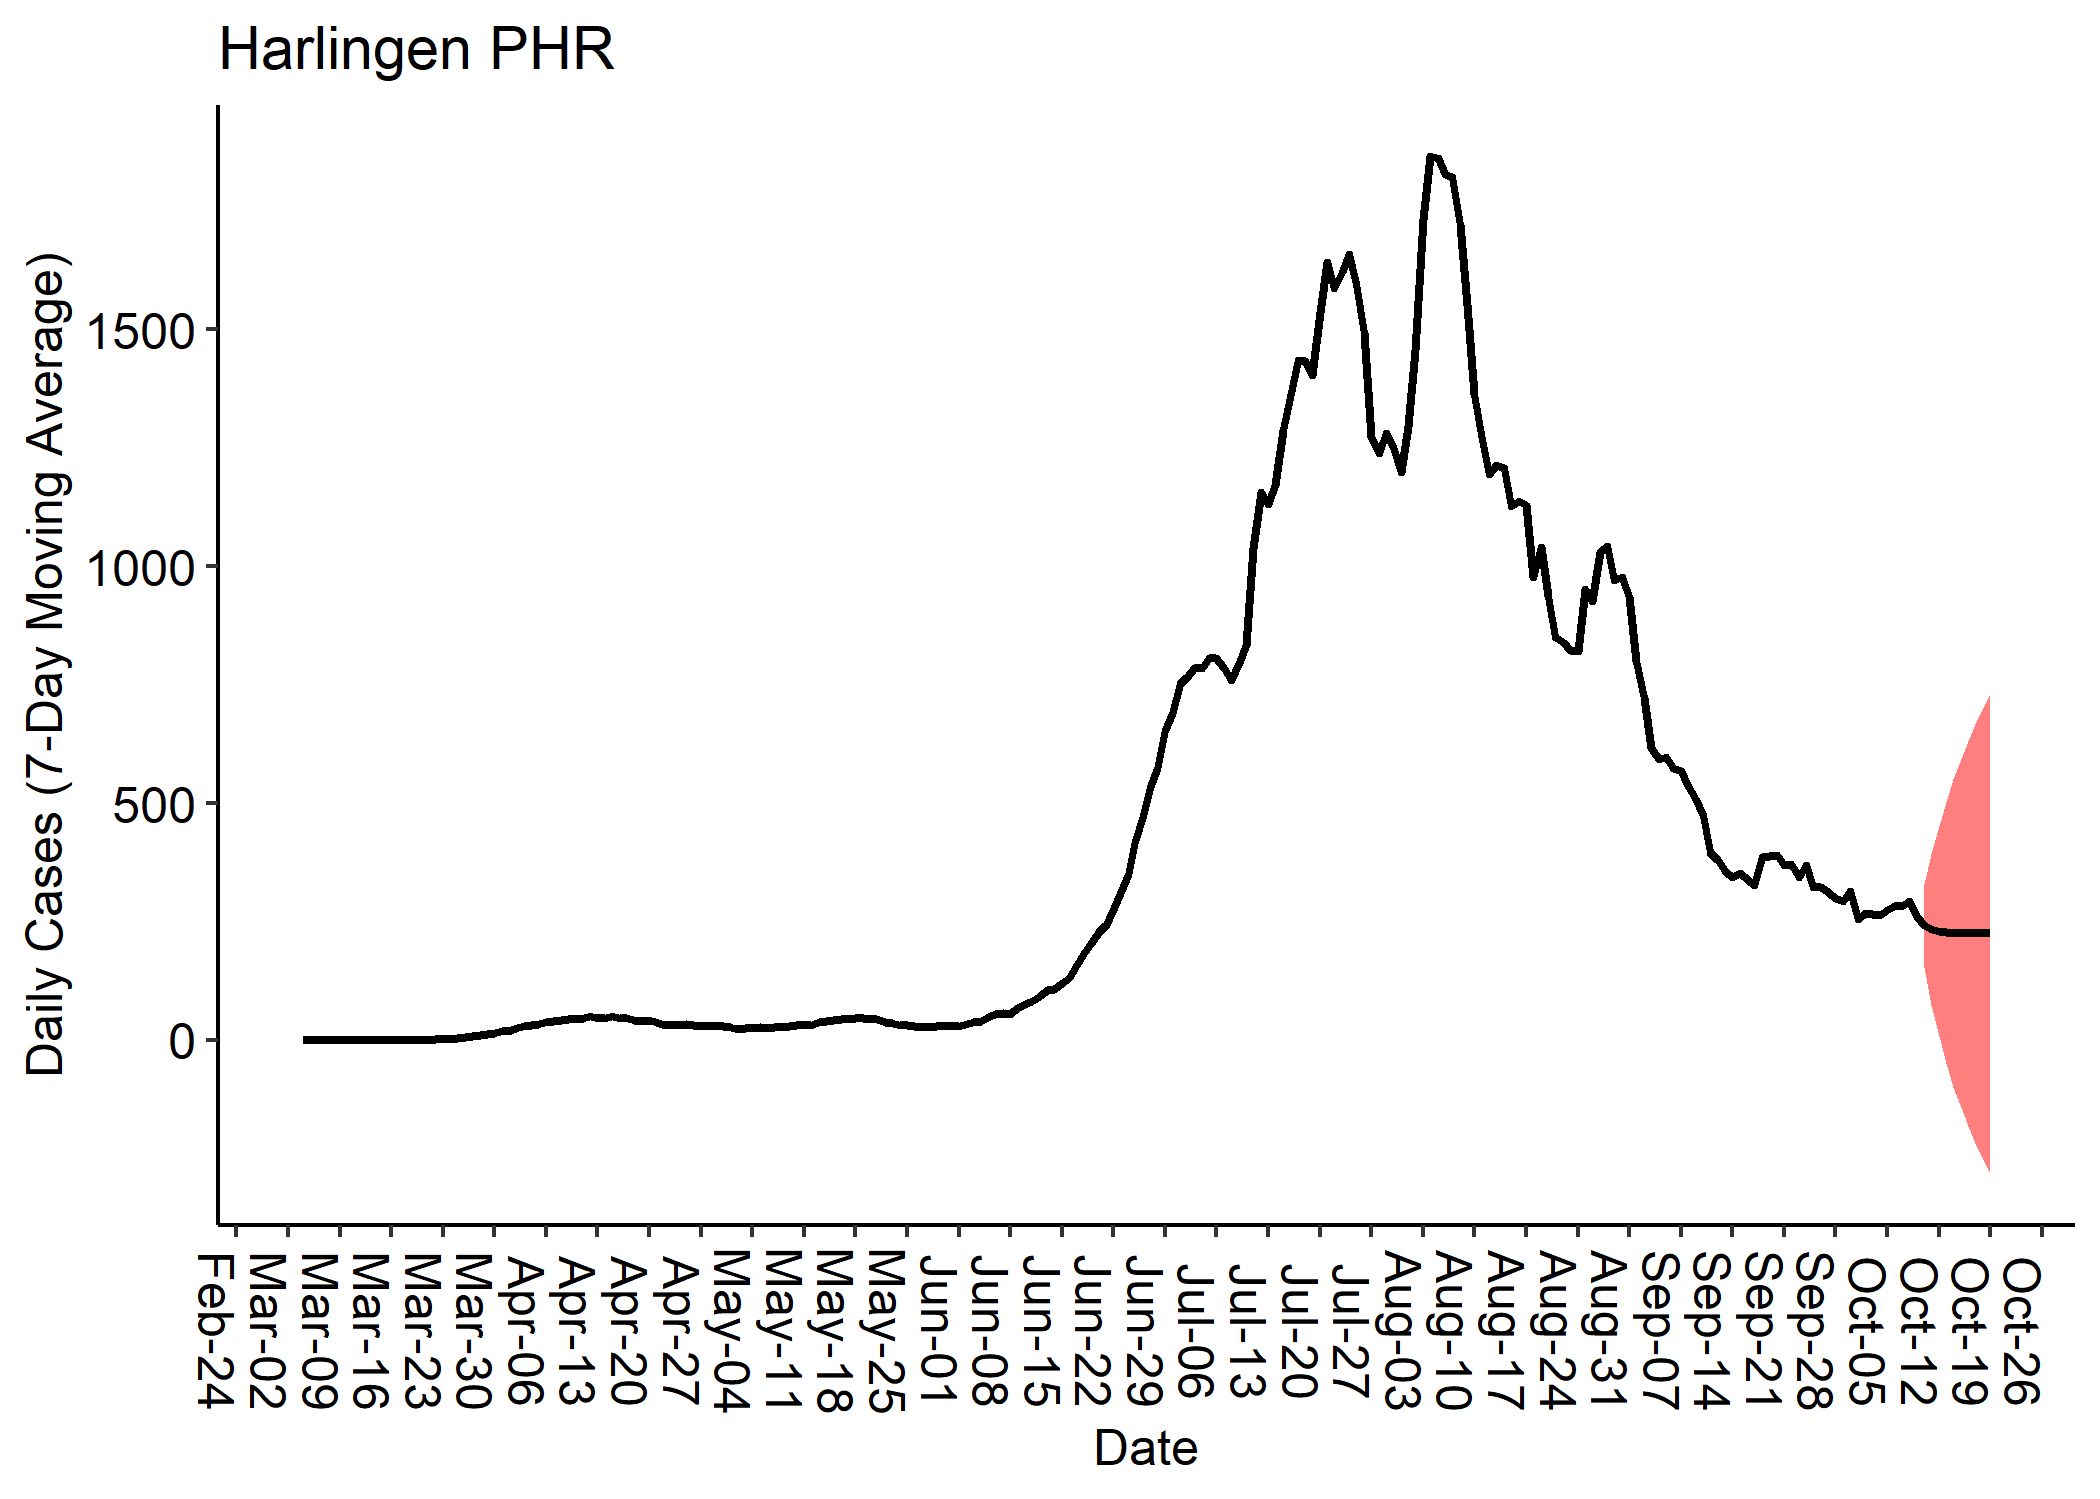 Harlingen PHR
Daily Cases (7-Day Moving Average)
1500
1000
500
0
Feb-24
Mar-02
Mar-09
Mar-16
Mar-23
Mar-30
Apr-06
Apr-13
Apr-20
Apr-27
May-04
May-11
May-18
May-25
Jun-01
Jun-08
Jun-15
Jun-22
Jun-29
Jul-06
Jul-13
Jul-20
Jul-27
Aug-03
Aug-10
Aug-17
Aug-24
Aug-31
Sep-07
Sep-14
Sep-21
Sep-28
Oct-05
Oct-12
Oct-19
Oct-26
Date